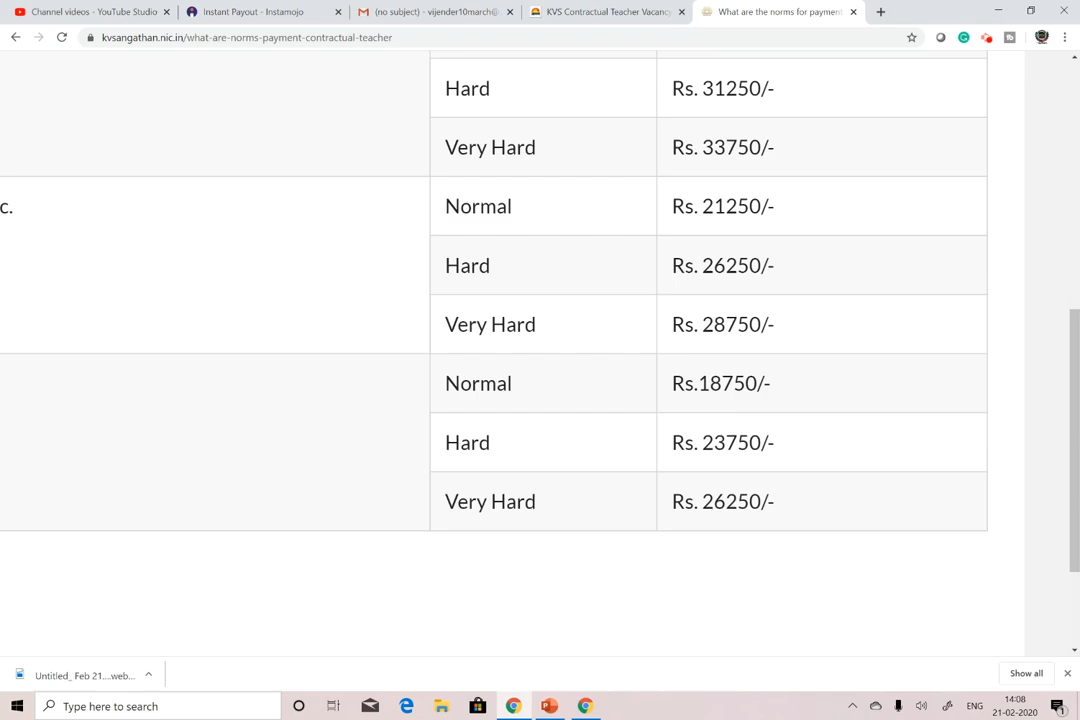 Channel videos - YouTube Studio
Instant Payout - Instamojo
(no subject) - vijender10march@
KVS Contractual Teacher Vacancy
What are the norms for payment
kvsangathan.nic.in/what-are-norms-payment-contractual-teacher
Hard Rs. 31250/-
Very Hard Rs. 33750/-
c. Normal Rs. 21250/-
Hard Rs. 26250/-
Very Hard Rs. 28750/-
Normal Rs.18750/-
Hard Rs. 23750/-
Very Hard Rs. 26250/-
Untitled_ Feb 21....web...
Show all
Type here to search
ENG
14:08
21-02-2020
1